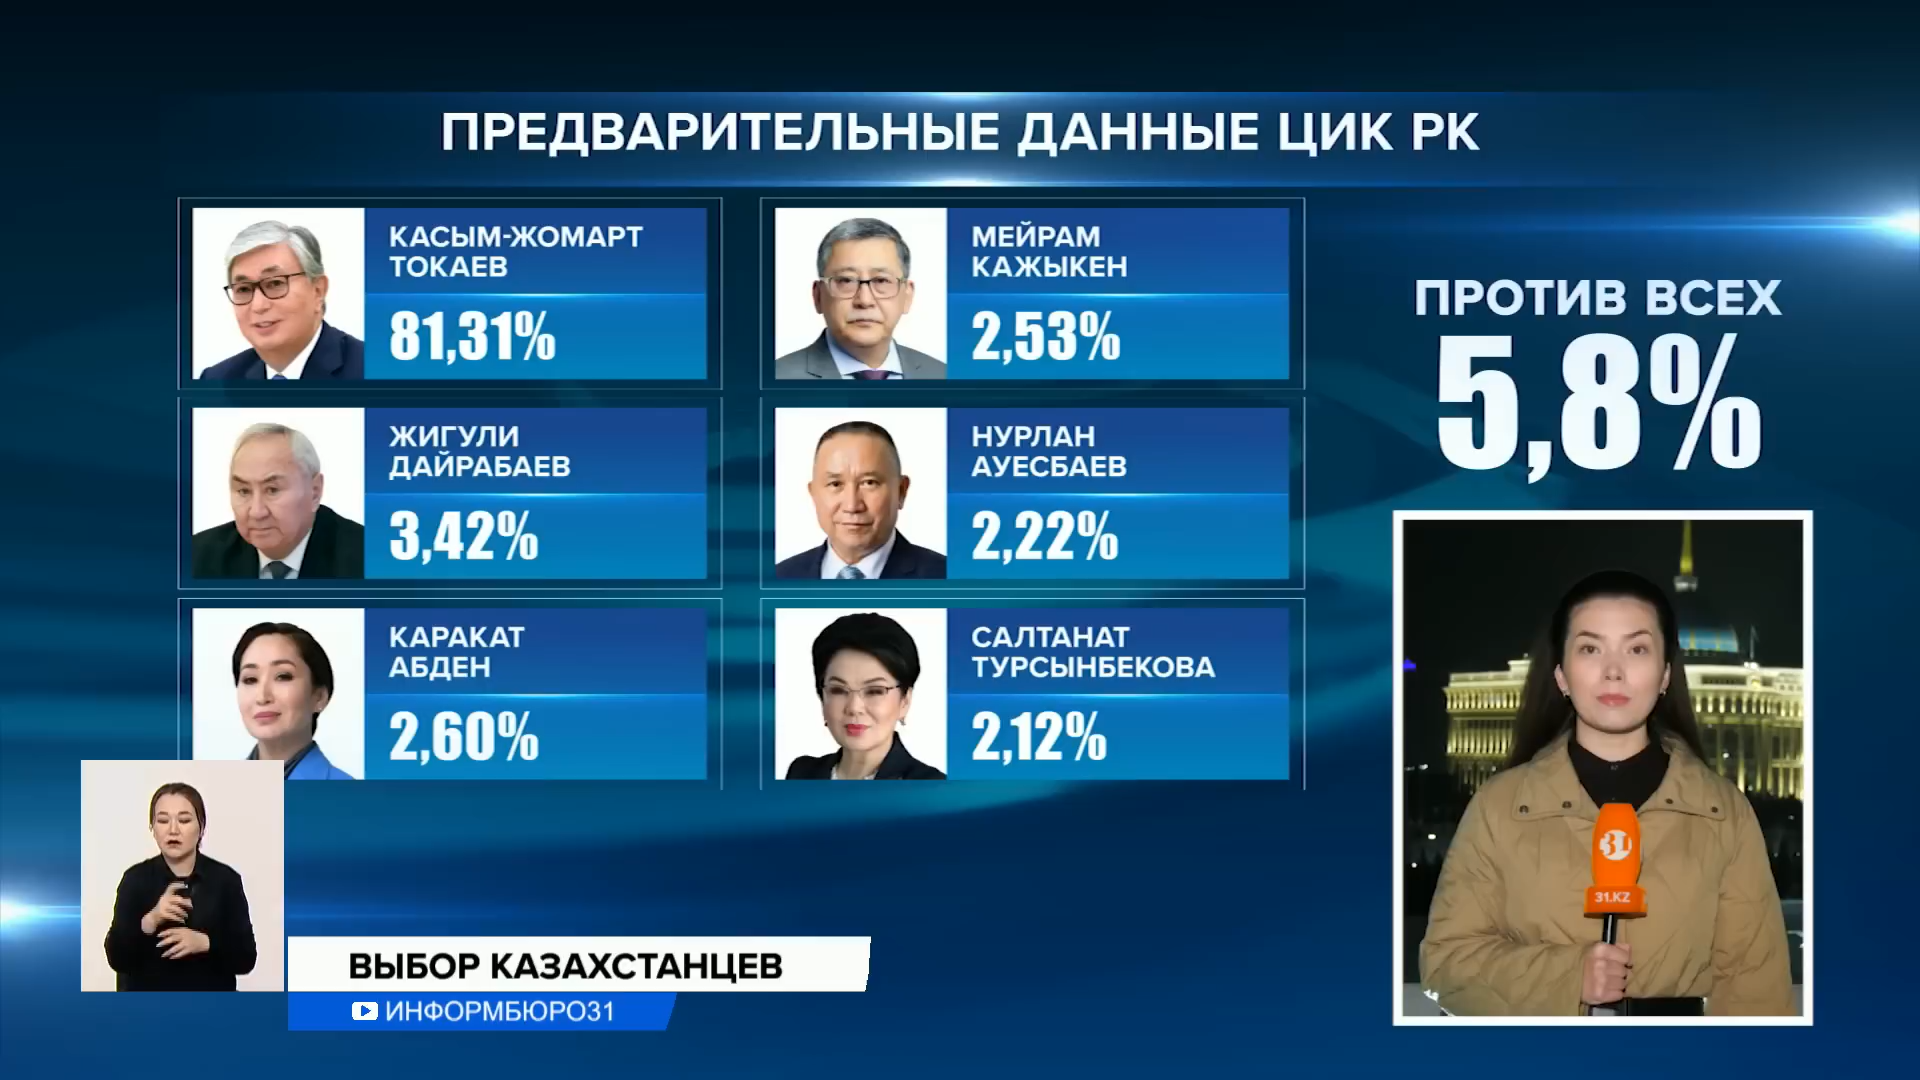 ПРЕДВАРИТЕЛЬНЫЕ ДАННЫЕ ЦИК РК
КАСЫМ-ЖОМАРТ
ТОКАЕВ
81,31%
МЕЙРАМ
КАЖЫКЕН
2,53%
ЖИГУЛИ
ДАЙРАБАЕВ
3,42%
НУРЛАН
АУЕСБАЕВ
2,22%
КАРАКАТ
АБДЕН
2,60%
САЛТАНАТ
ТУРСЫНБЕКОВА
2,12%
ПРОТИВ ВСЕХ
5,8%
31
31.KZ
ВЫБОР КАЗАХСТАНЦЕВ
ИНФОРМБЮРО31